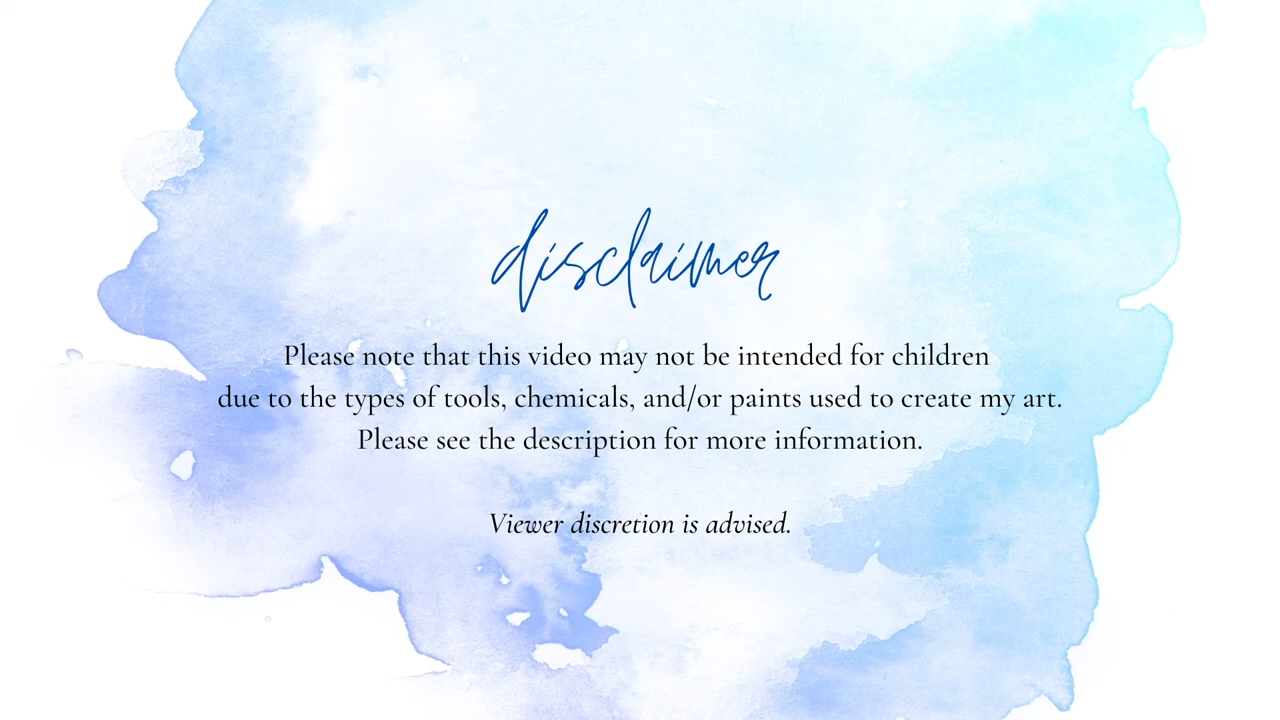 disclaimer
Please note that this video may not be intended for children
due to the types of tools, chemicals, and/or paints used to create my art.
Please see the description for more information.
Viewer discretion is advised.